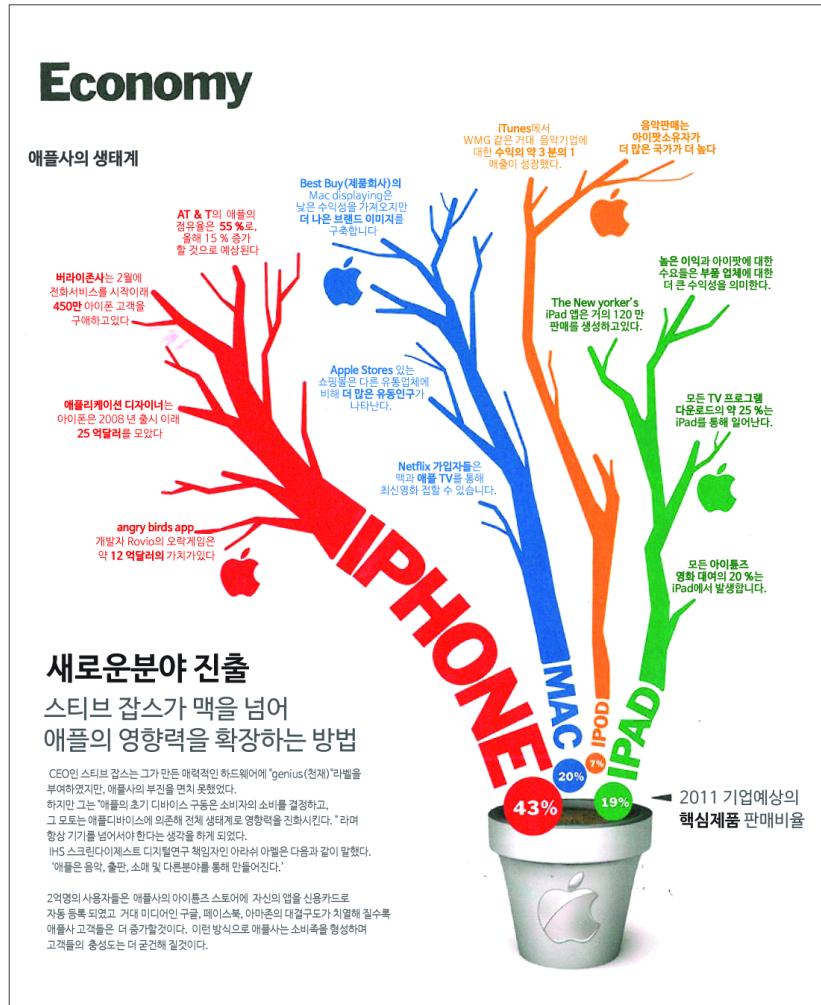 Economy
애플사의 생태계
iTunes에서
WMG 같은 거대 음악기업에
대한 수익의 약 3 분의 1
매출이 성장했다.
음악판매는
아이팟소유자가
더 많은 국가가 더 높다
Best Buy(제품회사)의
Mac displaying은
낮은 수익성을 가져오지만
더 나은 브랜드 이미지를
구축합니다
AT & T의 애플의
점유율은 55 %로,
올해 15 % 증가
할 것으로 예상된다
버라이존사는 2월에
전화서비스를 시작이래
450만 아이폰 고객을
구애하고있다
높은 이익과 아이팟에 대한
수요들은 부품 업체에 대한
더 큰 수익성을 의미한다.
The New yorker's
iPad 앱은 거의 120 만
판매를 생성하고있다.
Apple Stores 있는
쇼핑몰은 다른 유통업체에
비해 더 많은 유동인구가
나타난다.
애플리케이션 디자이너는
아이폰은 2008 년 출시 이래
25 억달러를 모았다
모든 TV 프로그램
다운로드의 약 25 %는
iPad를 통해 일어난다.
Netflix 가입자들은
맥과 애플 TV를 통해
최신영화 접할 수 있습니다.
angry birds app
개발자 Rovio의 오락게임은
약 12 억달러의 가치가있다
모든 아이튠즈
영화 대여의 20 %는
iPad에서 발생합니다.
IPHONE
MAC
IPOD
IPAD
43%
20%
7%
19%
2011 기업예상의
핵심제품 판매비율
새로운분야 진출
스티브 잡스가 맥을 넘어
애플의 영향력을 확장하는 방법
CEO인 스티브 잡스는 그가 만든 매력적인 하드웨어에 "genius(천재)"라벨을
부여하였지만, 애플사의 부진을 면치 못했었다.
하지만 그는 "애플의 초기 디바이스 구동은 소비자의 소비를 결정하고,
그 모토는 애플디바이스에 의존해 전체 생태계로 영향력을 진화시킨다. " 라며
항상 기기를 넘어서야 한다는 생각을 하게 되었다.
IHS 스크린다이제스트 디지털연구 책임자인 아라쉬 아멜은 다음과 같이 말했다.
'애플은 음악, 출판, 소매 및 다른분야를 통해 만들어진다.'
2억명의 사용자들은 애플사의 아이튠즈 스토어에 자신의 앱을 신용카드로
자동 등록 되였고 거대 미디어인 구글, 페이스북, 아마존의 대결구도가 치열해 질수록
애플사 고객들은 더 증가할것이다. 이런 방식으로 애플사는 소비족을 형성하며
고객들의 충성도는 더 굳건해 질것이다.